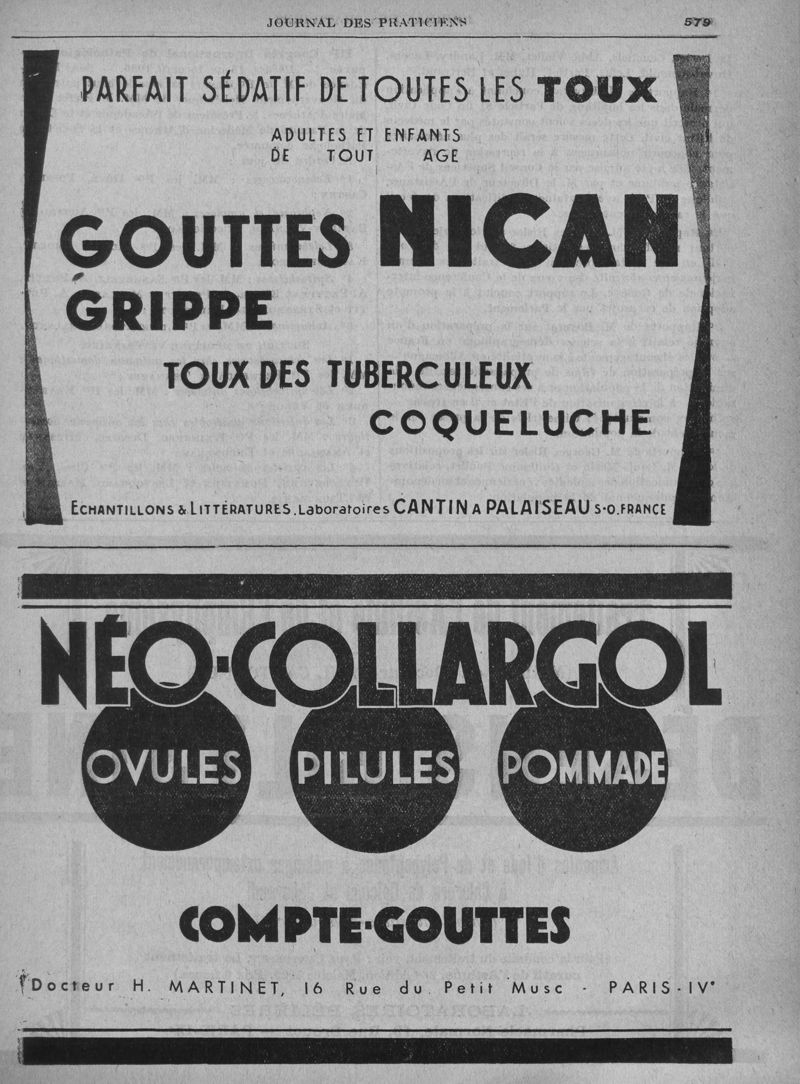 JOURNAL DES PRATICIENS 579
PARFAIT SÉDATIF DE TOUTES LES TOUX
ADULTES ET ENFANTS
DE TOUT AGE
GOUTTES NICAN
GRIPPE
TOUX DES TUBERCULEUX
COQUELUCHE
ECHANTILLONS & LITTÉRATURES. Laboratoires CANTIN A PALAISEAU S.-O. FRANCE
NÉO-COLLARGOL
OVULES PILULES POMMADE
COMPTE-GOUTTES
Docteur H. MARTINET, 16 Rue du Petit Musc - PARIS-IVe